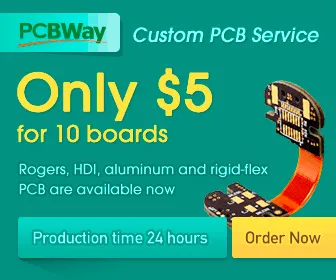 PCBWay
Custom PCB Service
Only $5
for 10 boards
Rogers, HDI, aluminum and rigid-flex
PCB are available now
Production time 24 hours
Order Now